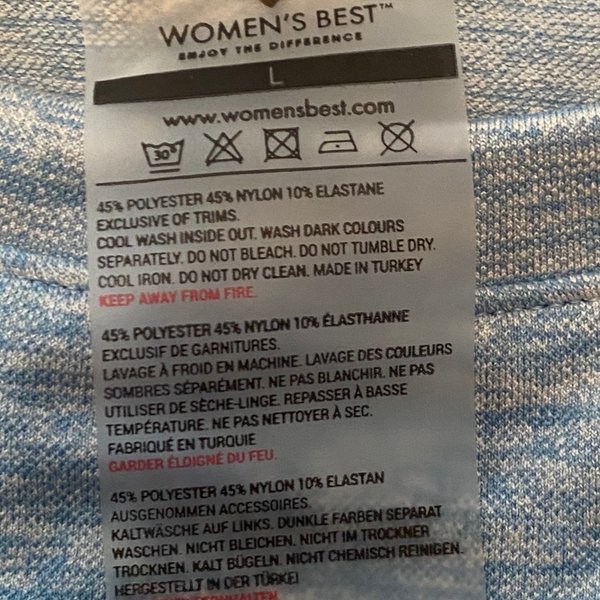 WOMEN'S BEST™
ENJOY THE DIFFERENCE
L
www.womensbest.com
30°
45% POLYESTER 45% NYLON 10% ELASTANE
EXCLUSIVE OF TRIMS.
COOL WASH INSIDE OUT. WASH DARK COLOURS
SEPARATELY. DO NOT BLEACH. DO NOT TUMBLE DRY.
COOL IRON. DO NOT DRY CLEAN. MADE IN TURKEY
KEEP AWAY FROM FIRE.
45% POLYESTER 45% NYLON 10% ÉLASTHANNE
EXCLUSIF DE GARNITURES.
LAVAGE À FROID EN MACHINE. LAVAGE DES COULEURS
SOMBRES SÉPARÉMENT. NE PAS BLANCHIR. NE PAS
UTILISER DE SÈCHE-LINGE. REPASSER À BASSE
TEMPÉRATURE. NE PAS NETTOYER À SEC.
FABRIQUÉ EN TURQUIE
GARDER ÉLOIGNÉ DU FEU.
45% POLYESTER 45% NYLON 10% ELASTAN
AUSGENOMMEN ACCESSOIRES.
KALTWÄSCHE AUF LINKS. DUNKLE FARBEN SEPARAT
WASCHEN. NICHT BLEICHEN. NICHT IM TROCKNER
TROCKNEN. KALT BÜGELN. NICHT CHEMISCH REINIGEN.
HERGESTELLT IN DER TÜRKEI